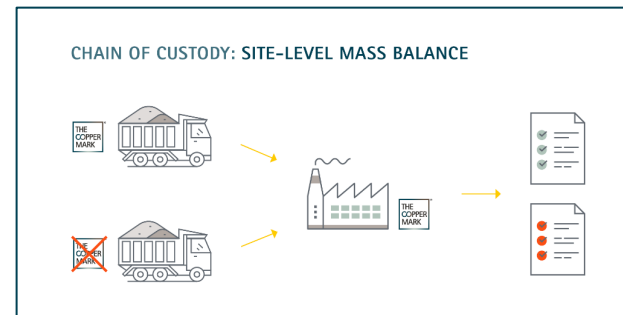 CHAIN OF CUSTODY: SITE-LEVEL MASS BALANCE
THE
COPPER
MARK
THE
COPPER
MARK
THE
COPPER
MARK